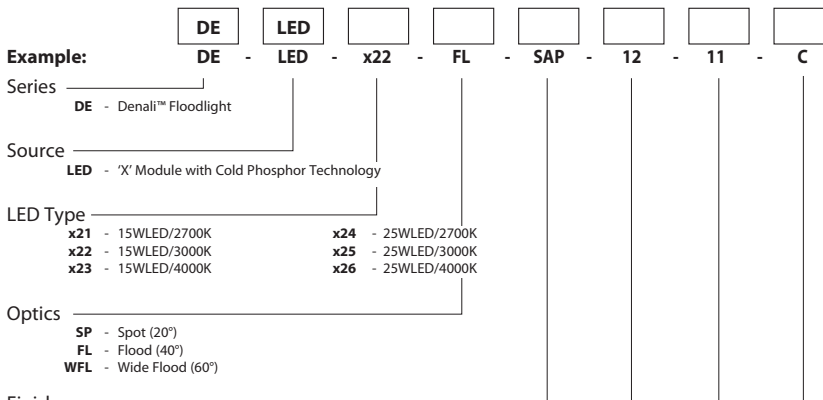 DE LED
Example: DE - LED - x22 - FL - SAP - 12 - 11 - C
Series
DE - Denali™ Floodlight
Source
LED - 'X' Module with Cold Phosphor Technology
LED Type
x21 - 15WLED/2700K x24 - 25WLED/2700K
x22 - 15WLED/3000K x25 - 25WLED/3000K
x23 - 15WLED/4000K x26 - 25WLED/4000K
Optics
SP - Spot (20°)
FL - Flood (40°)
WFL - Wide Flood (60°)